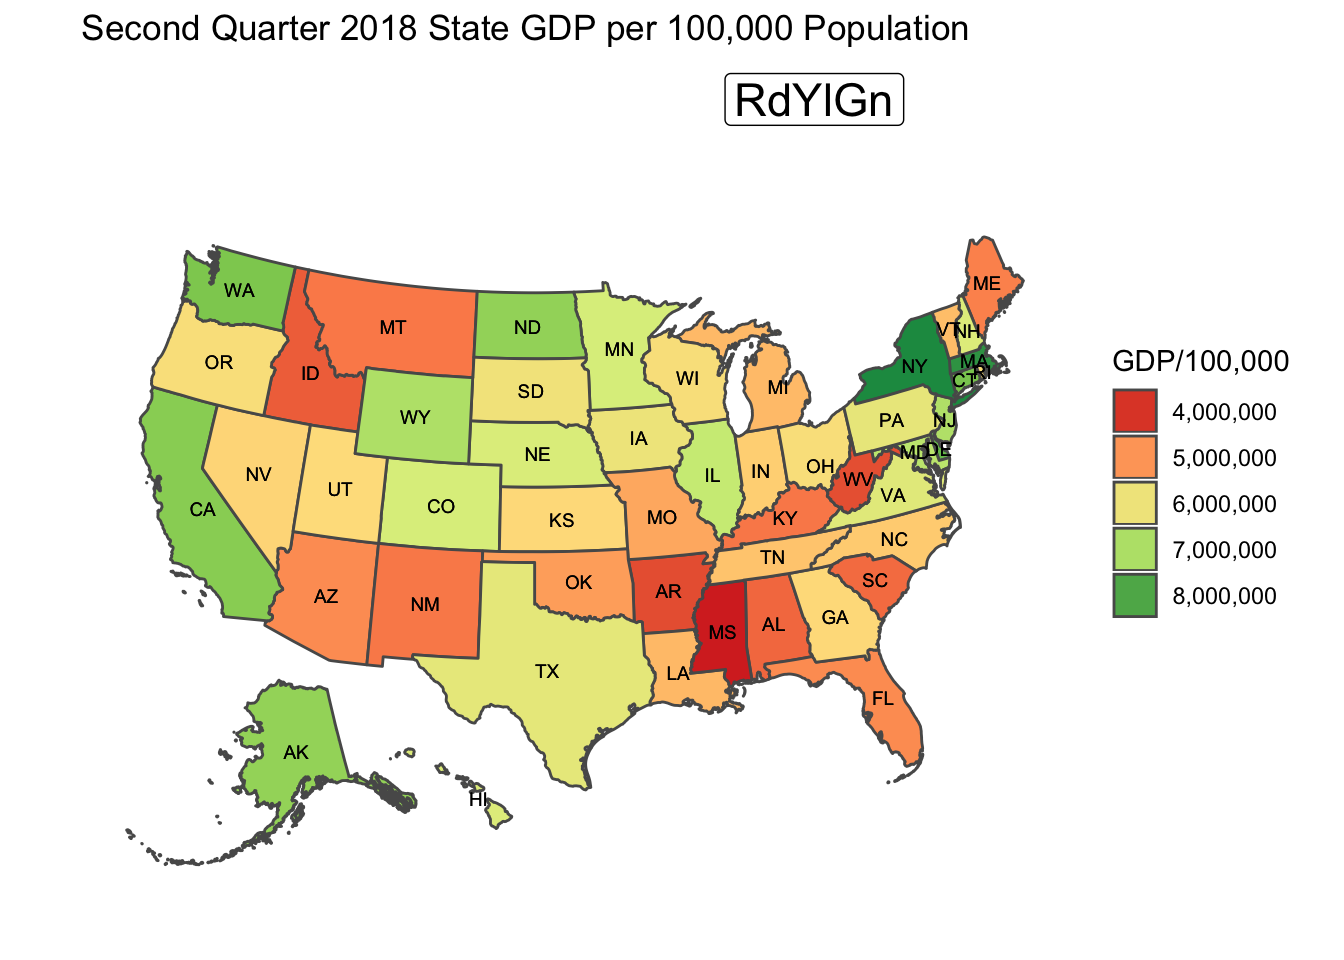 Second Quarter 2018 State GDP per 100,000 Population
RdYlGn
ME
WA
MT
ND
VT
NH
MN
OR
MA
NY
ID
RI
CT
WI
MI
SD
WY
PA
NJ
IA
DE
MD
NE
OH
IN
NV
IL
WV
UT
VA
CO
CA
MO
KY
KS
NC
TN
OK
SC
AR
AZ
NM
GA
AL
MS
TX
LA
FL
AK
HI
GDP/100,000
4,000,000
5,000,000
6,000,000
7,000,000
8,000,000